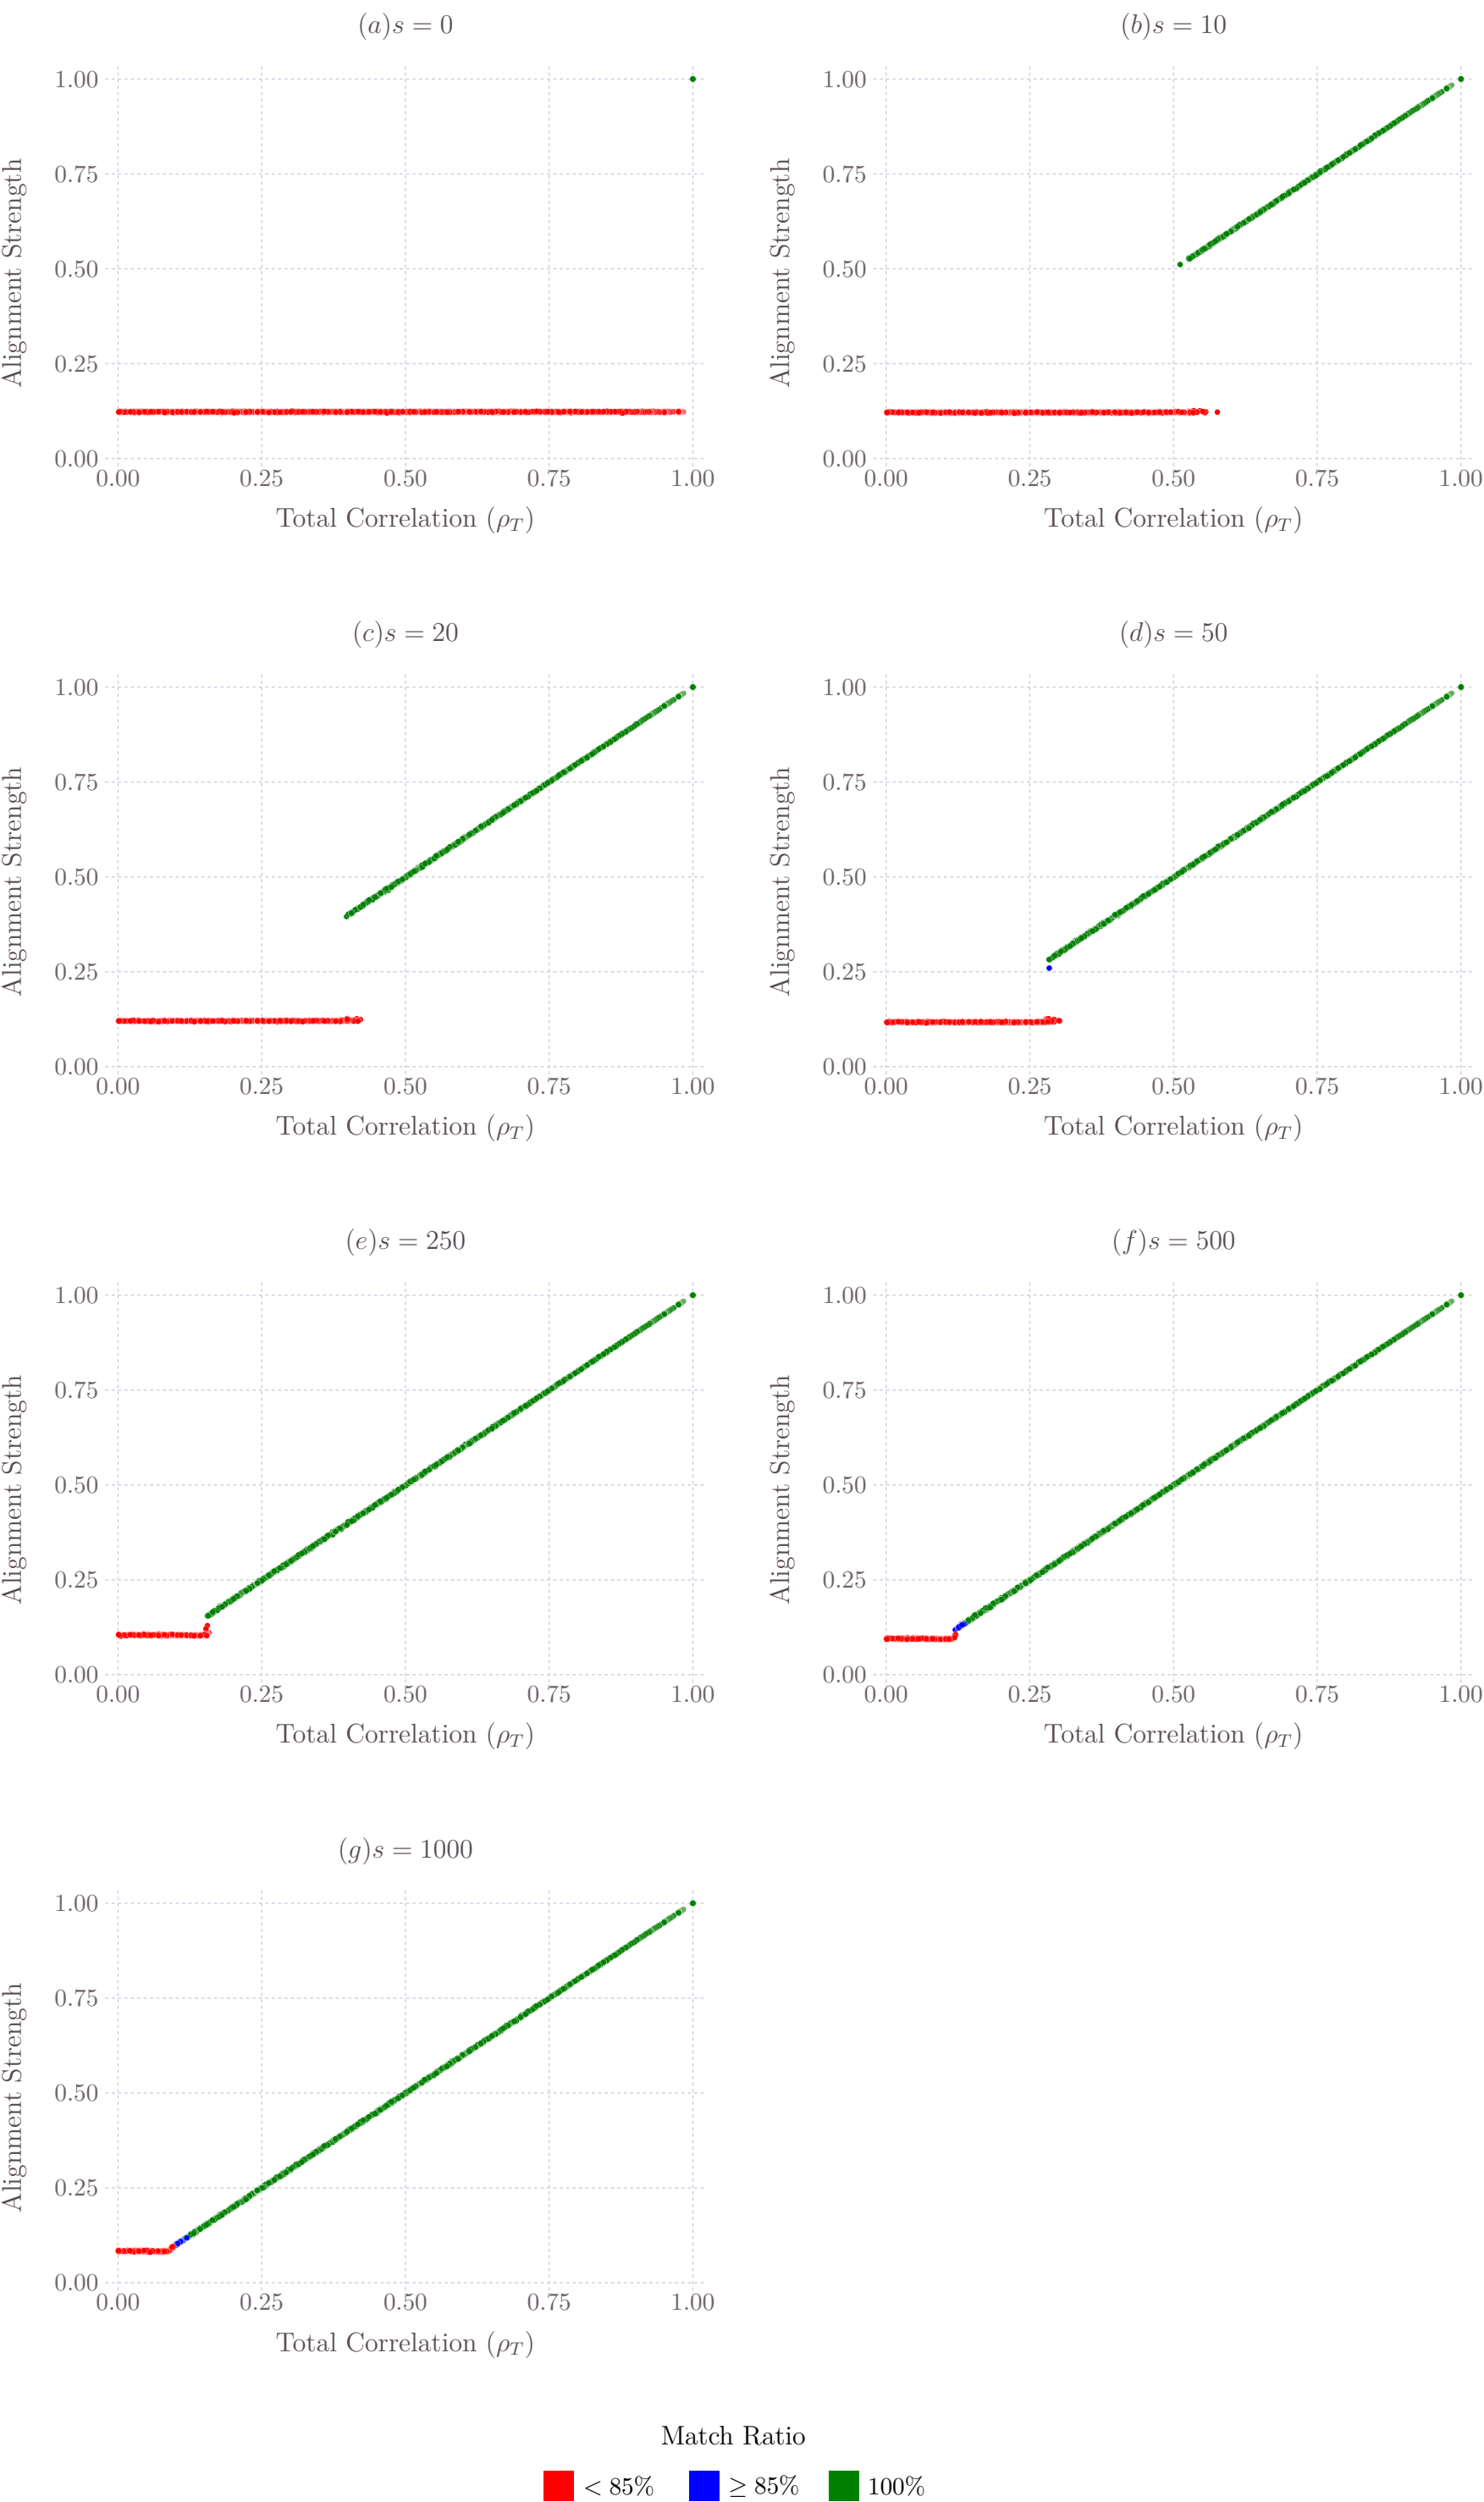 (a)s = 0
1.00
0.75
0.50
0.25
0.00
Alignment Strength
0.00 0.25 0.50 0.75 1.00
Total Correlation (ρ_T)
(b)s = 10
1.00
0.75
0.50
0.25
0.00
Alignment Strength
0.00 0.25 0.50 0.75 1.00
Total Correlation (ρ_T)
(c)s = 20
1.00
0.75
0.50
0.25
0.00
Alignment Strength
0.00 0.25 0.50 0.75 1.00
Total Correlation (ρ_T)
(d)s = 50
1.00
0.75
0.50
0.25
0.00
Alignment Strength
0.00 0.25 0.50 0.75 1.00
Total Correlation (ρ_T)
(e)s = 250
1.00
0.75
0.50
0.25
0.00
Alignment Strength
0.00 0.25 0.50 0.75 1.00
Total Correlation (ρ_T)
(f)s = 500
1.00
0.75
0.50
0.25
0.00
Alignment Strength
0.00 0.25 0.50 0.75 1.00
Total Correlation (ρ_T)
(g)s = 1000
1.00
0.75
0.50
0.25
0.00
Alignment Strength
0.00 0.25 0.50 0.75 1.00
Total Correlation (ρ_T)
Match Ratio
< 85% ≥ 85% 100%